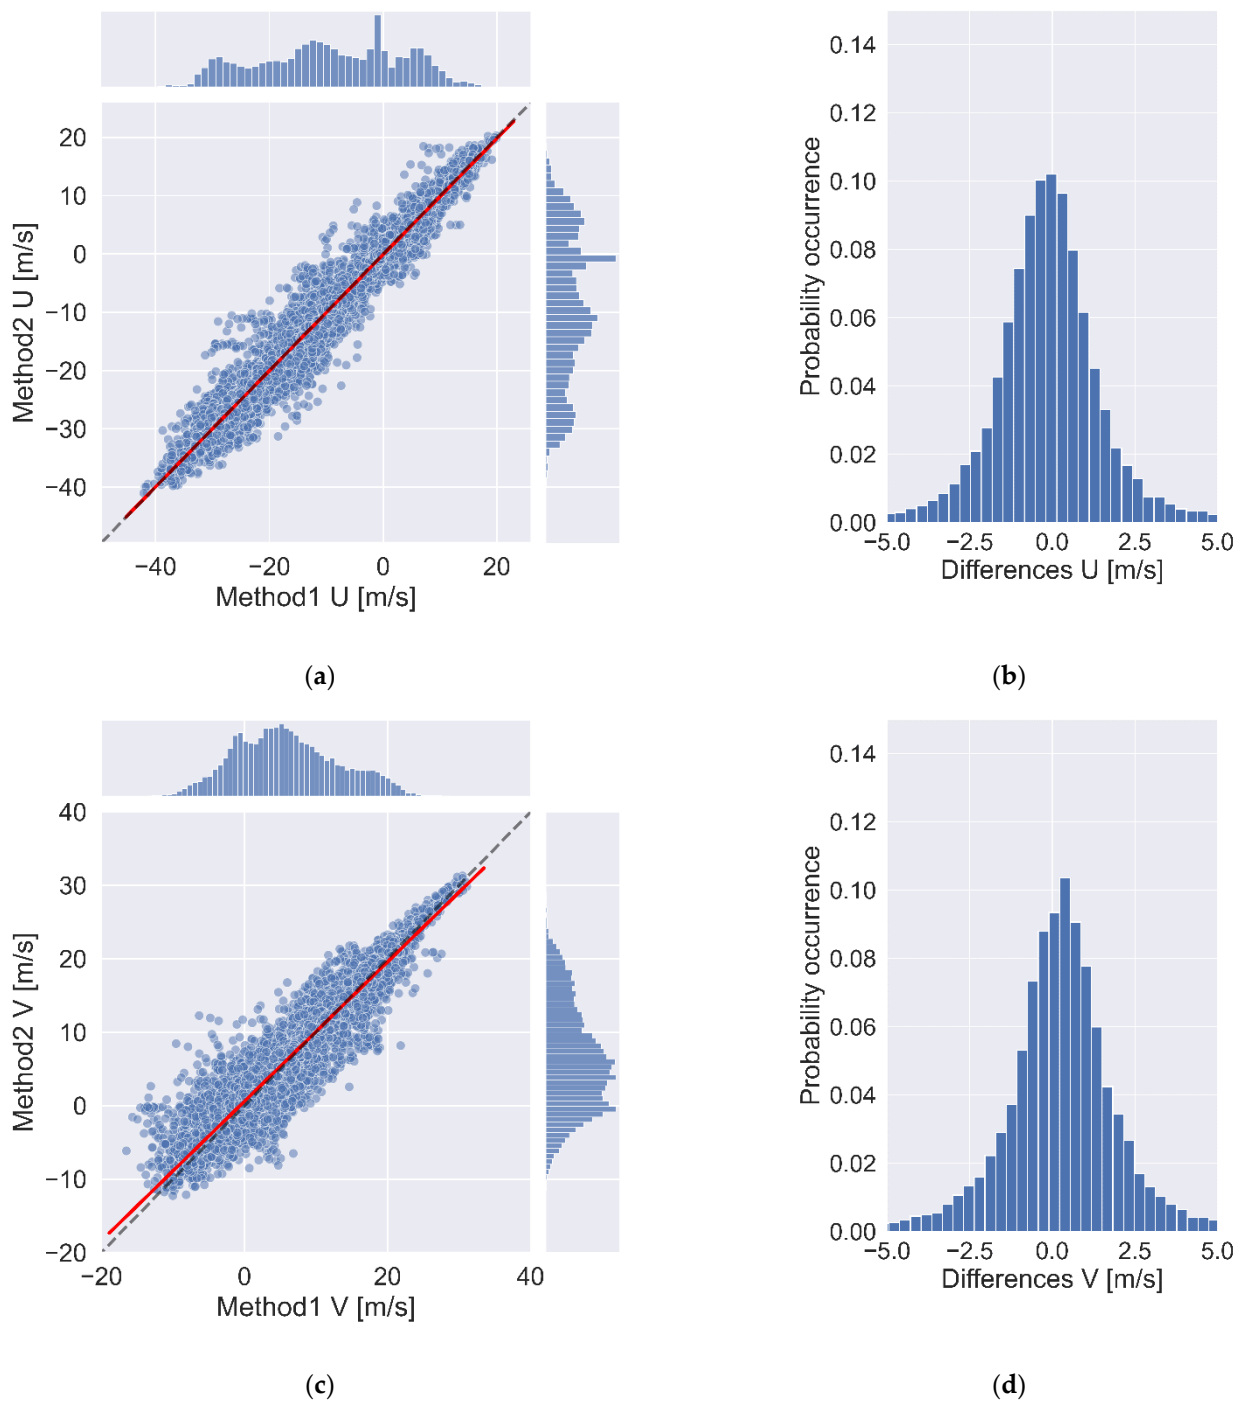 20
10
0
−10
−20
−30
−40
Method2 U [m/s]
−40 −20 0 20
Method1 U [m/s]
(a)
0.14
0.12
0.10
0.08
0.06
0.04
0.02
0.00
Probability occurrence
−5.0 −2.5 0.0 2.5 5.0
Differences U [m/s]
(b)
40
30
20
10
0
−10
−20
Method2 V [m/s]
−20 0 20 40
Method1 V [m/s]
(c)
0.14
0.12
0.10
0.08
0.06
0.04
0.02
0.00
Probability occurrence
−5.0 −2.5 0.0 2.5 5.0
Differences V [m/s]
(d)